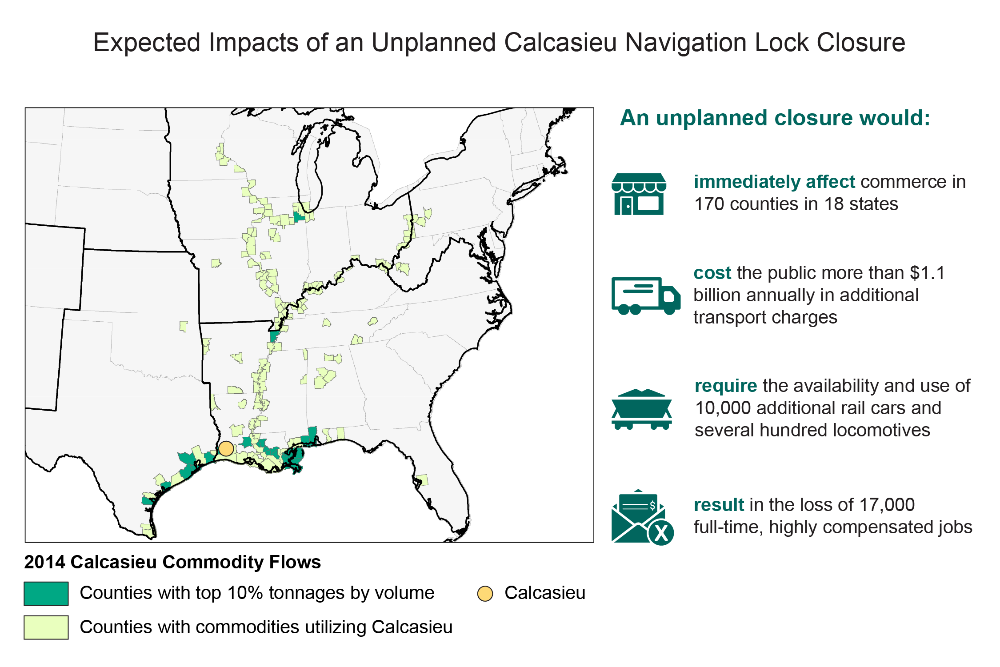 Expected Impacts of an Unplanned Calcasieu Navigation Lock Closure
An unplanned closure would:
immediately affect commerce in
170 counties in 18 states
cost the public more than $1.1
billion annually in additional
transport charges
require the availability and use of
10,000 additional rail cars and
several hundred locomotives
$
X
result in the loss of 17,000
full-time, highly compensated jobs
2014 Calcasieu Commodity Flows
Counties with top 10% tonnages by volume
Calcasieu
Counties with commodities utilizing Calcasieu